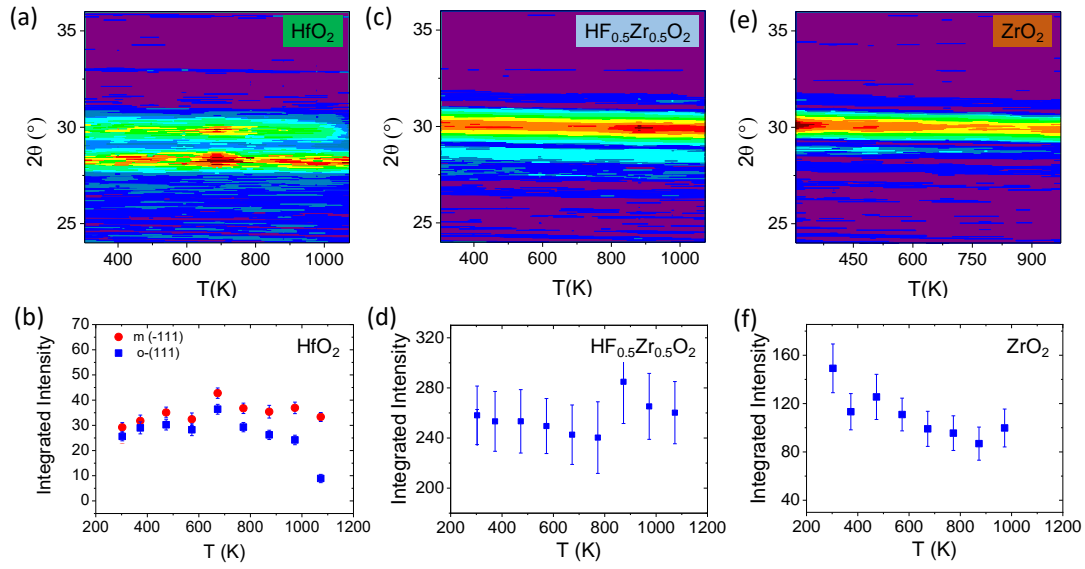 (a)
HfO₂
35
30
25
2θ (°)
400 600 800 1000
T(K)
(c)
HF₀.₅Zr₀.₅O₂
35
30
25
2θ (°)
400 600 800 1000
T(K)
(e)
ZrO₂
35
30
25
2θ (°)
450 600 750 900
T(K)
(b)
m (-111)
o-(111)
HfO₂
70
60
50
40
30
20
10
0
Integrated Intensity
200 400 600 800 1000 1200
T (K)
(d)
HF₀.₅Zr₀.₅O₂
320
280
240
200
180
Integrated Intensity
200 400 600 800 1000 1200
T (K)
(f)
ZrO₂
160
120
80
40
Integrated Intensity
200 400 600 800 1000 1200
T (K)